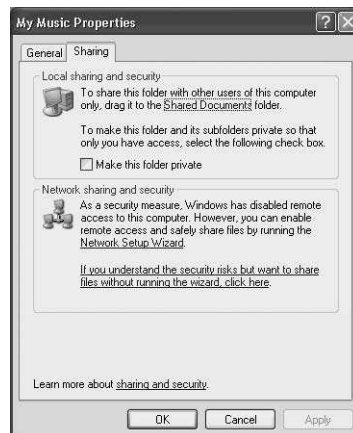 My Music Properties
General Sharing
Local sharing and security
To share this folder with other users of this computer
only, drag it to the Shared Documents folder.
To make this folder and its subfolders private so that
only you have access, select the following check box.
Make this folder private
Network sharing and security
As a security measure, Windows has disabled remote
access to this computer. However, you can enable
remote access and safely share files by running the
Network Setup Wizard.
If you understand the security risks but want to share
files without running the wizard, click here.
Learn more about sharing and security.
OK Cancel Apply